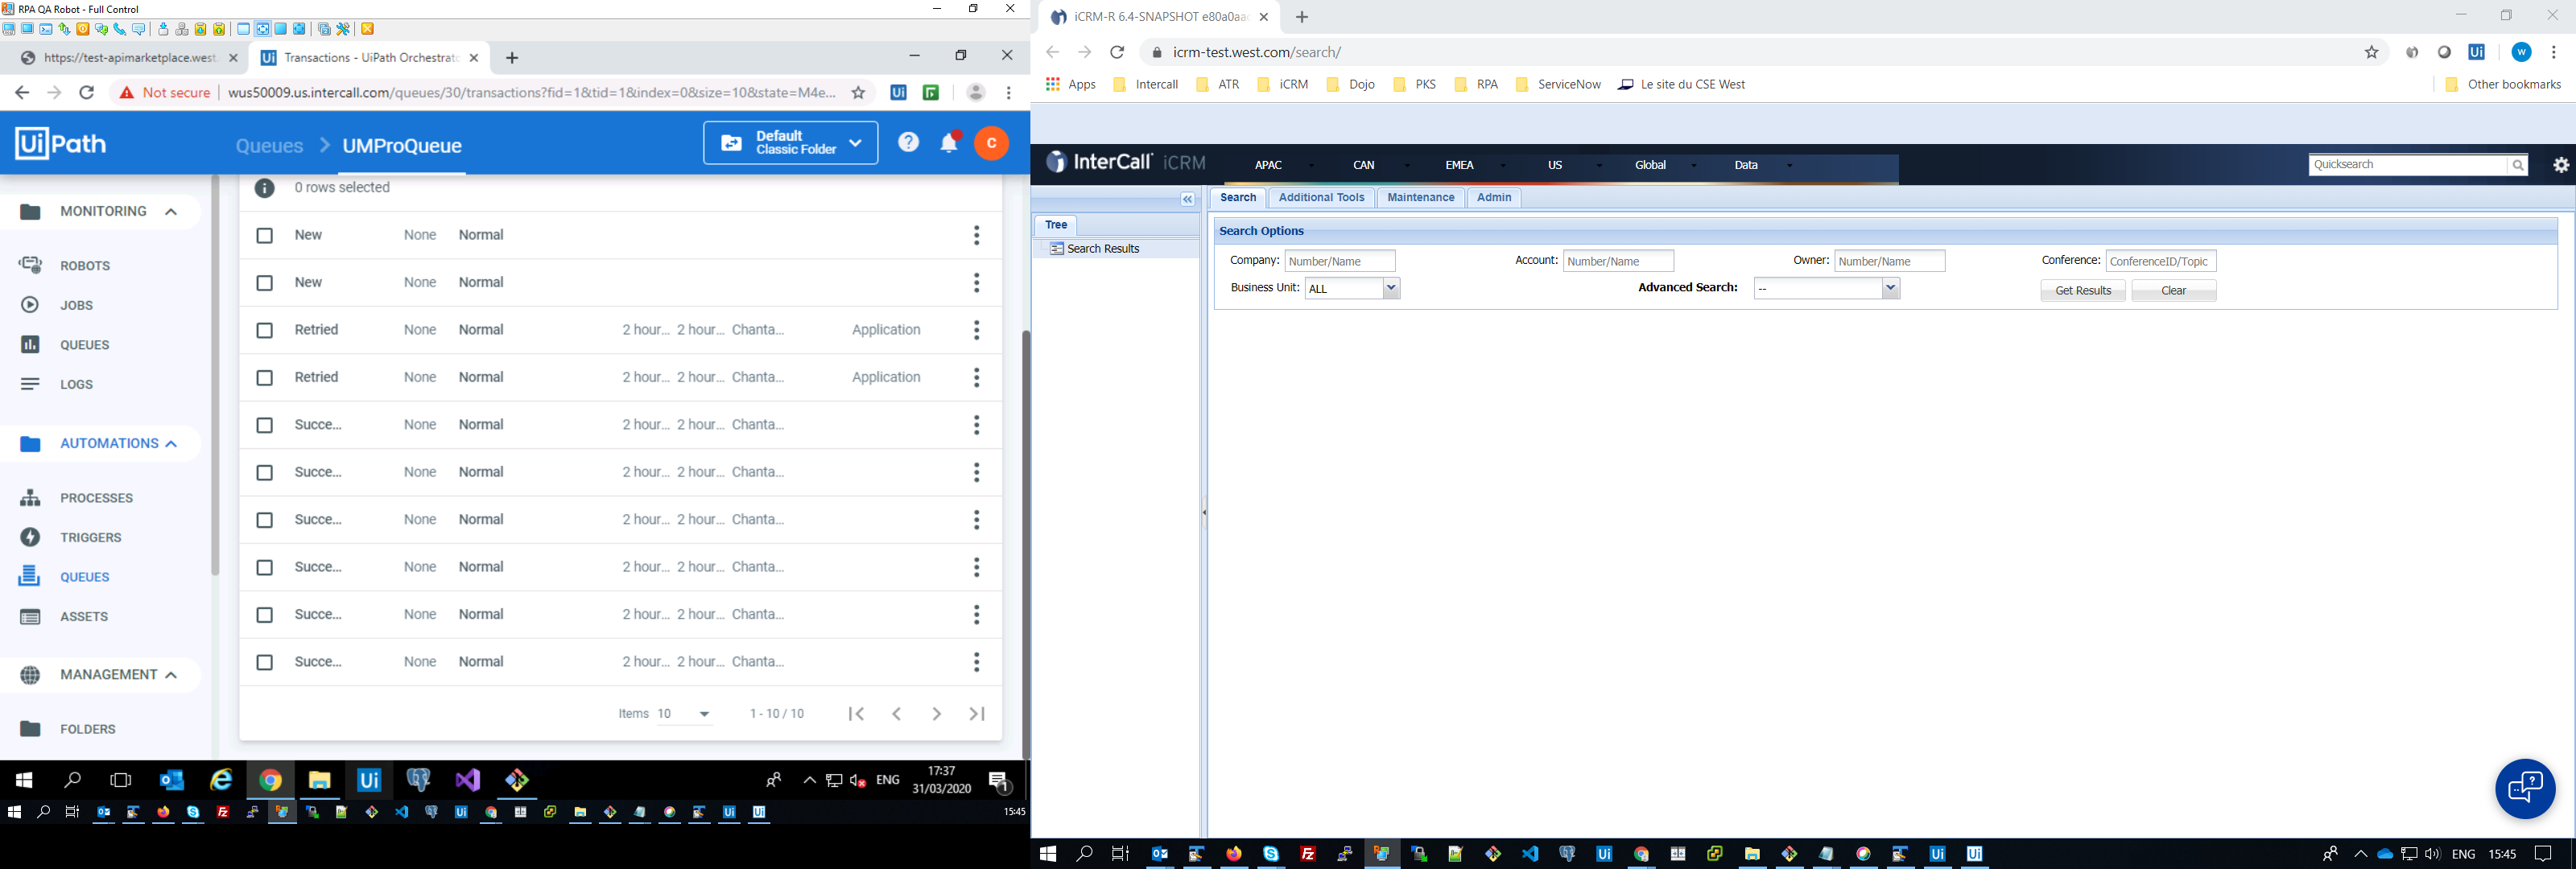 RPA QA Robot - Full Control
https://test-apimarketplace.west.
Transactions - UiPath Orchestrato
Not secure
wus50009.us.intercall.com/queues/30/transactions?fid=1&tid=1&index=0&size=10&state=M4e...
UiPath
Queues
UMProQueue
Default
Classic Folder
C
0 rows selected
MONITORING
ROBOTS
JOBS
QUEUES
LOGS
AUTOMATIONS
PROCESSES
TRIGGERS
QUEUES
ASSETS
MANAGEMENT
FOLDERS
New None Normal
New None Normal
Retried None Normal 2 hour... 2 hour... Chanta... Application
Retried None Normal 2 hour... 2 hour... Chanta... Application
Succe... None Normal 2 hour... 2 hour... Chanta...
Succe... None Normal 2 hour... 2 hour... Chanta...
Succe... None Normal 2 hour... 2 hour... Chanta...
Succe... None Normal 2 hour... 2 hour... Chanta...
Succe... None Normal 2 hour... 2 hour... Chanta...
Succe... None Normal 2 hour... 2 hour... Chanta...
Items 10 1 - 10 / 10
ENG
17:37
31/03/2020
1
15:45
iCRM-R 6.4-SNAPSHOT e80a0aa
icrm-test.west.com/search/
W
Apps Intercall ATR iCRM Dojo PKS RPA ServiceNow Le site du CSE West Other bookmarks
InterCall iCRM
APAC CAN EMEA US Global Data
Quicksearch
Tree
Search Results
Search Additional Tools Maintenance Admin
Search Options
Company: Number/Name Account: Number/Name Owner: Number/Name Conference: ConferenceID/Topic
Business Unit: ALL Advanced Search: -- Get Results Clear
ENG 15:45